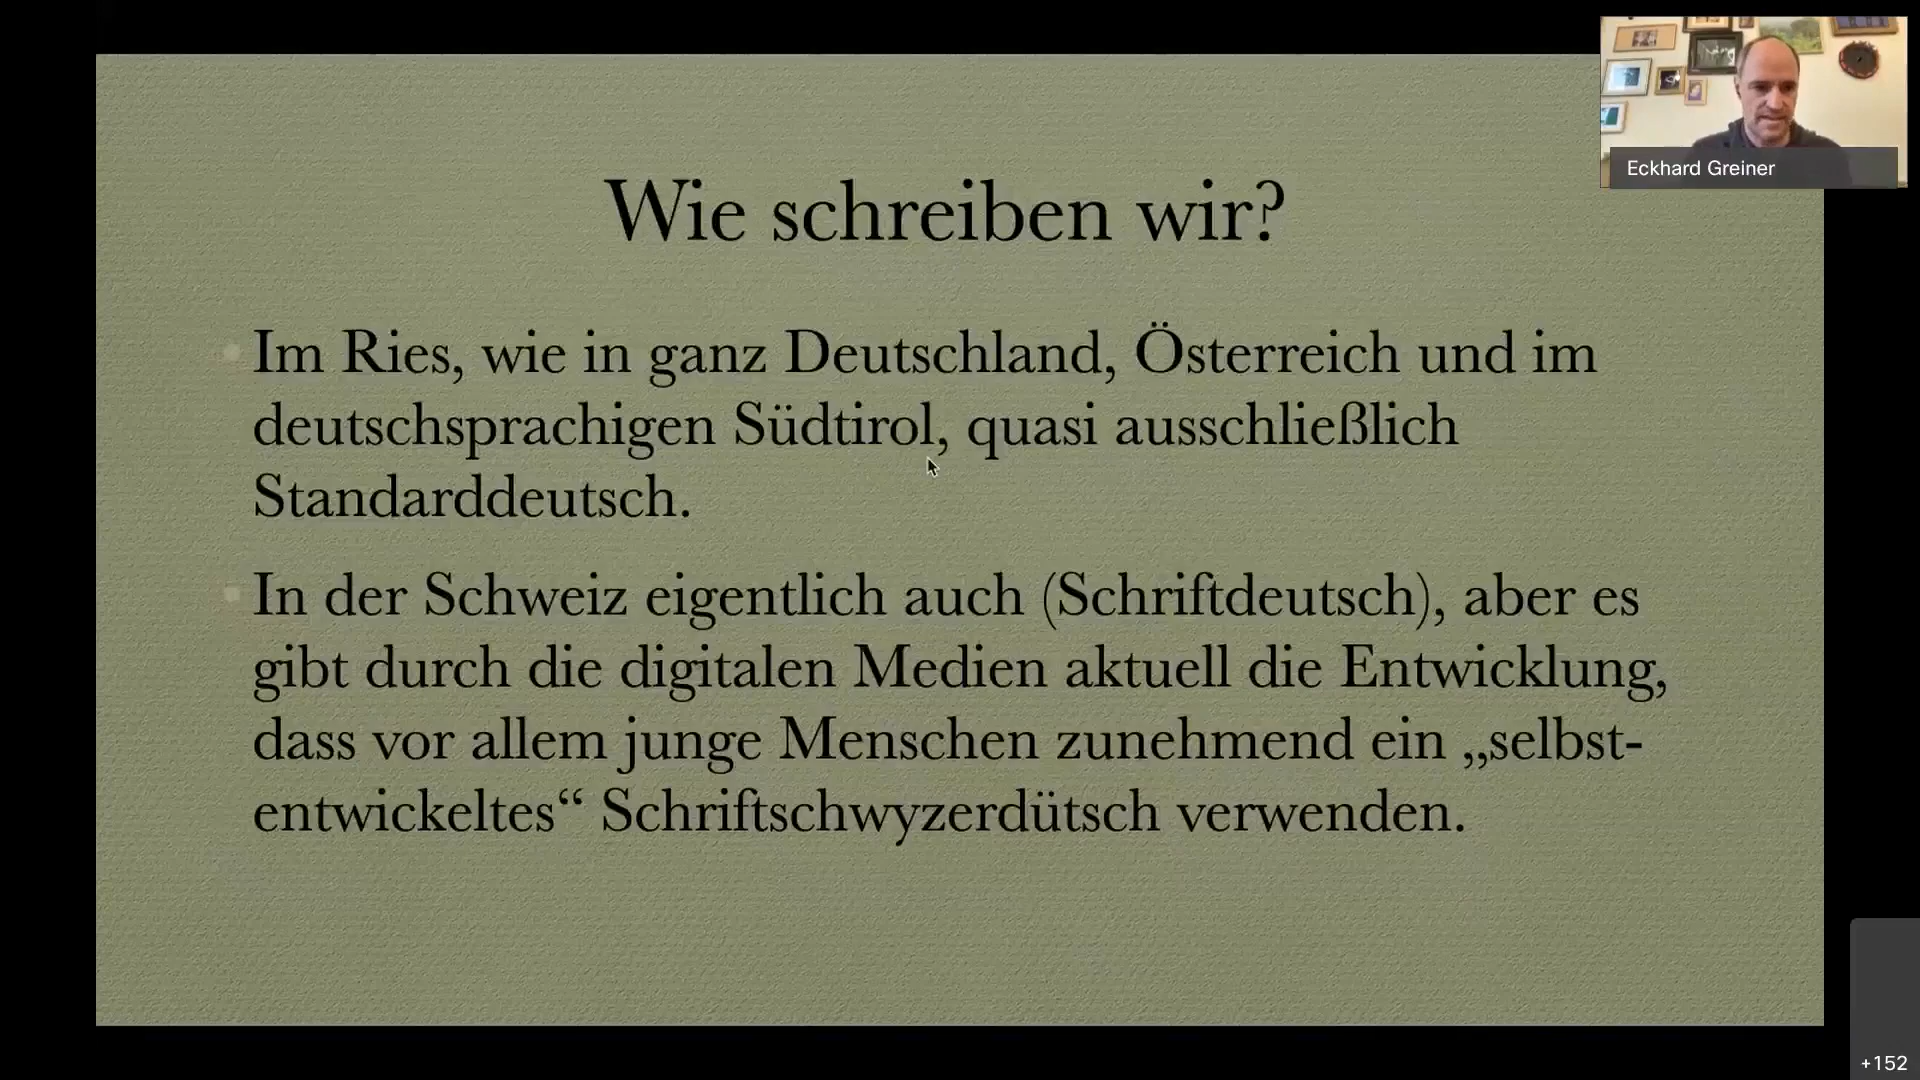 Eckhard Greiner
Wie schreiben wir?
Im Ries, wie in ganz Deutschland, Österreich und im
deutschsprachigen Südtirol, quasi ausschließlich
Standarddeutsch.
In der Schweiz eigentlich auch (Schriftdeutsch), aber es
gibt durch die digitalen Medien aktuell die Entwicklung,
dass vor allem junge Menschen zunehmend ein „selbst-
entwickeltes“ Schriftschwyzerdütsch verwenden.
+152